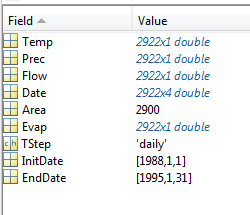 Field Value
Temp 2922x1 double
Prec 2922x1 double
Flow 2922x1 double
Date 2922x4 double
Area 2900
Evap 2922x1 double
TStep 'daily'
InitDate [1988,1,1]
EndDate [1995,1,31]